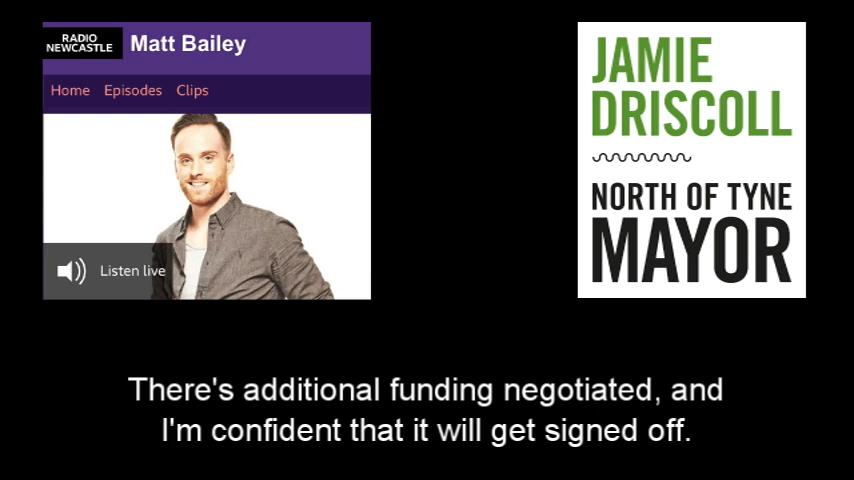 RADIO
NEWCASTLE
Matt Bailey
Home Episodes Clips
Listen live
JAMIE
DRISCOLL
NORTH OF TYNE
MAYOR
There's additional funding negotiated, and
I'm confident that it will get signed off.